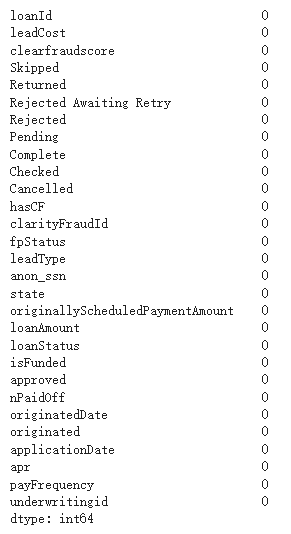 loanId 0
leadCost 0
clearfraudscore 0
Skipped 0
Returned 0
Rejected Awaiting Retry 0
Rejected 0
Pending 0
Complete 0
Checked 0
Cancelled 0
hasCF 0
clarityFraudId 0
fpStatus 0
leadType 0
anon_ssn 0
state 0
originallyScheduledPaymentAmount 0
loanAmount 0
loanStatus 0
isFunded 0
approved 0
nPaidOff 0
originatedDate 0
originated 0
applicationDate 0
apr 0
payFrequency 0
underwritingid 0
dtype: int64